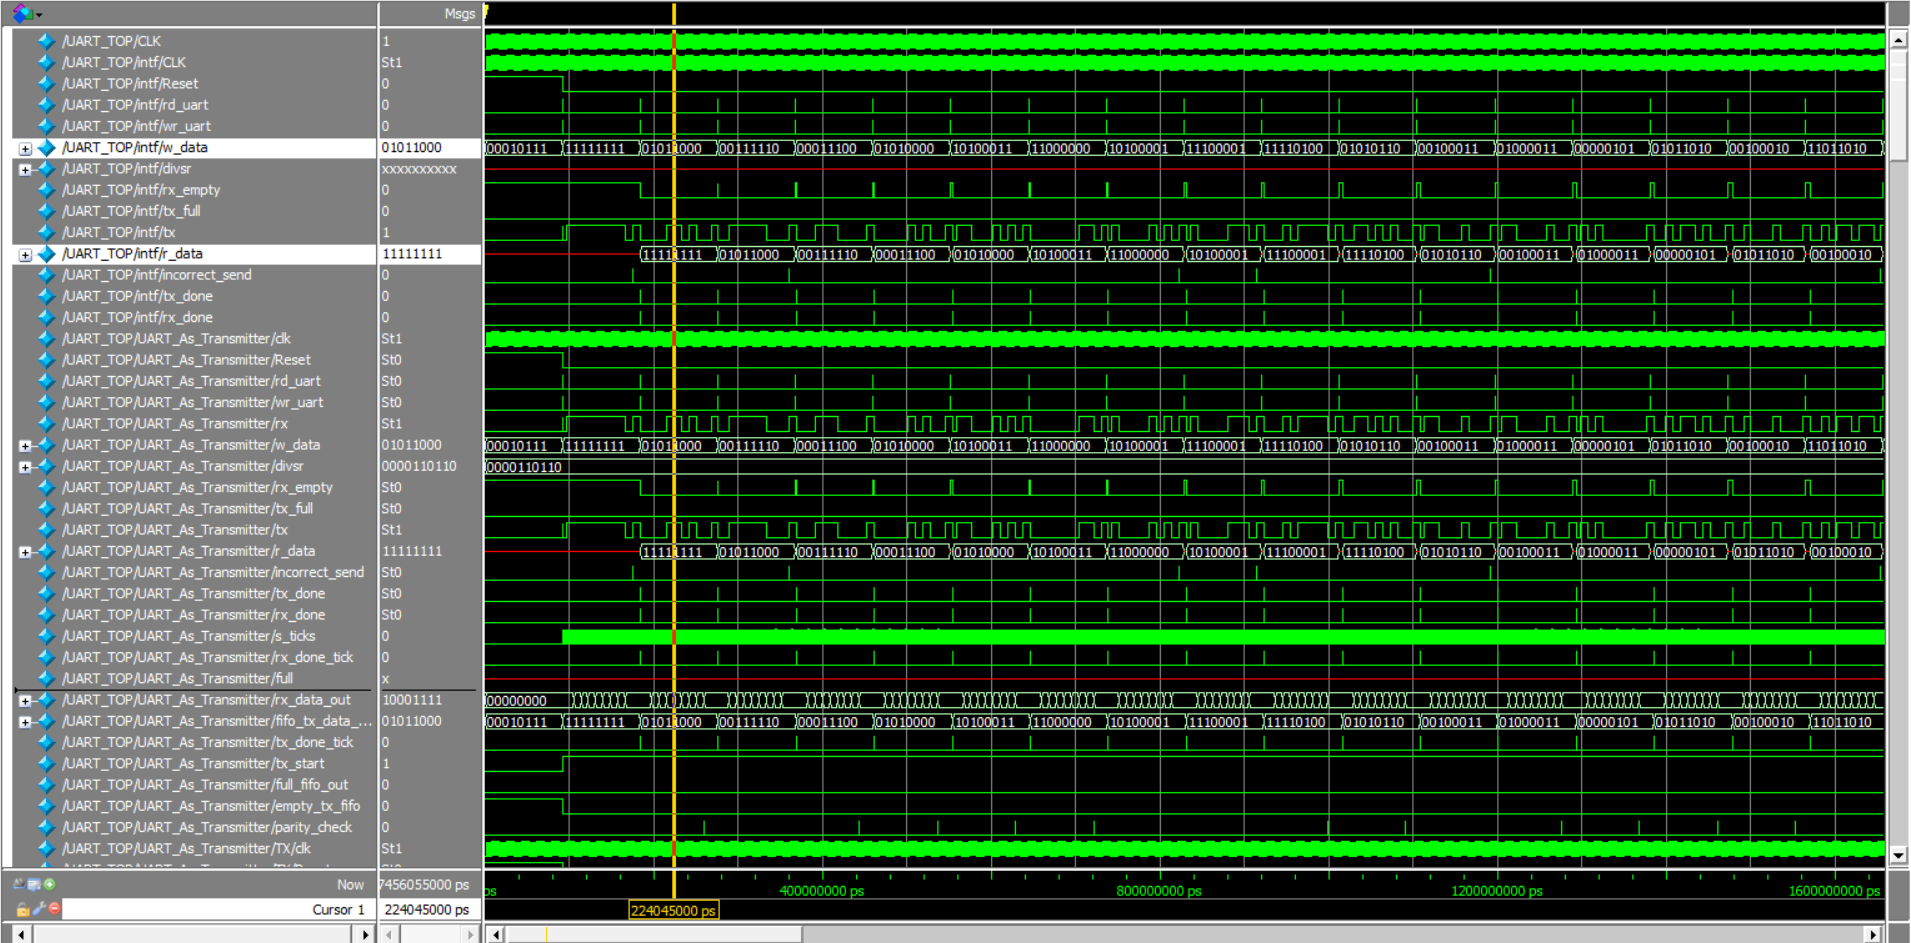 Msgs
/UART_TOP/CLK 1
/UART_TOP/intf/CLK St1
/UART_TOP/intf/Reset 0
/UART_TOP/intf/rd_uart 0
/UART_TOP/intf/wr_uart 0
/UART_TOP/intf/w_data 01011000 00010111 11111111 01011000 00111110 00011100 01010000 10100011 11000000 10100001 11100001 11110100 01010110 00100011 01000011 00000101 01011010 00100010 11011010
/UART_TOP/intf/divsr xxxxxxxxxx
/UART_TOP/intf/rx_empty 0
/UART_TOP/intf/tx_full 0
/UART_TOP/intf/tx 1
/UART_TOP/intf/r_data 11111111 11111111 01011000 00111110 00011100 01010000 10100011 11000000 10100001 11100001 11110100 01010110 00100011 01000011 00000101 01011010 00100010
/UART_TOP/intf/incorrect_send 0
/UART_TOP/intf/tx_done 0
/UART_TOP/intf/rx_done 0
/UART_TOP/UART_As_Transmitter/clk St1
/UART_TOP/UART_As_Transmitter/Reset St0
/UART_TOP/UART_As_Transmitter/rd_uart St0
/UART_TOP/UART_As_Transmitter/wr_uart St0
/UART_TOP/UART_As_Transmitter/rx St1
/UART_TOP/UART_As_Transmitter/w_data 01011000 00010111 11111111 01011000 00111110 00011100 01010000 10100011 11000000 10100001 11100001 11110100 01010110 00100011 01000011 00000101 01011010 00100010 11011010
/UART_TOP/UART_As_Transmitter/divsr 0000110110 0000110110
/UART_TOP/UART_As_Transmitter/rx_empty St0
/UART_TOP/UART_As_Transmitter/tx_full St0
/UART_TOP/UART_As_Transmitter/tx St1
/UART_TOP/UART_As_Transmitter/r_data 11111111 11111111 01011000 00111110 00011100 01010000 10100011 11000000 10100001 11100001 11110100 01010110 00100011 01000011 00000101 01011010 00100010
/UART_TOP/UART_As_Transmitter/incorrect_send St0
/UART_TOP/UART_As_Transmitter/tx_done St0
/UART_TOP/UART_As_Transmitter/rx_done St0
/UART_TOP/UART_As_Transmitter/s_ticks 0
/UART_TOP/UART_As_Transmitter/rx_done_tick 0
/UART_TOP/UART_As_Transmitter/full x
/UART_TOP/UART_As_Transmitter/rx_data_out 10001111 00000000
/UART_TOP/UART_As_Transmitter/fifo_tx_data_... 01011000 00010111 11111111 01011000 00111110 00011100 01010000 10100011 11000000 10100001 11100001 11110100 01010110 00100011 01000011 00000101 01011010 00100010 11011010
/UART_TOP/UART_As_Transmitter/tx_done_tick 0
/UART_TOP/UART_As_Transmitter/tx_start 1
/UART_TOP/UART_As_Transmitter/full_fifo_out 0
/UART_TOP/UART_As_Transmitter/empty_tx_fifo 0
/UART_TOP/UART_As_Transmitter/parity_check 0
/UART_TOP/UART_As_Transmitter/TX/clk St1
Now 7456055000 ps ps 400000000 ps 800000000 ps 1200000000 ps 1600000000 ps
Cursor 1 224045000 ps 224045000 ps